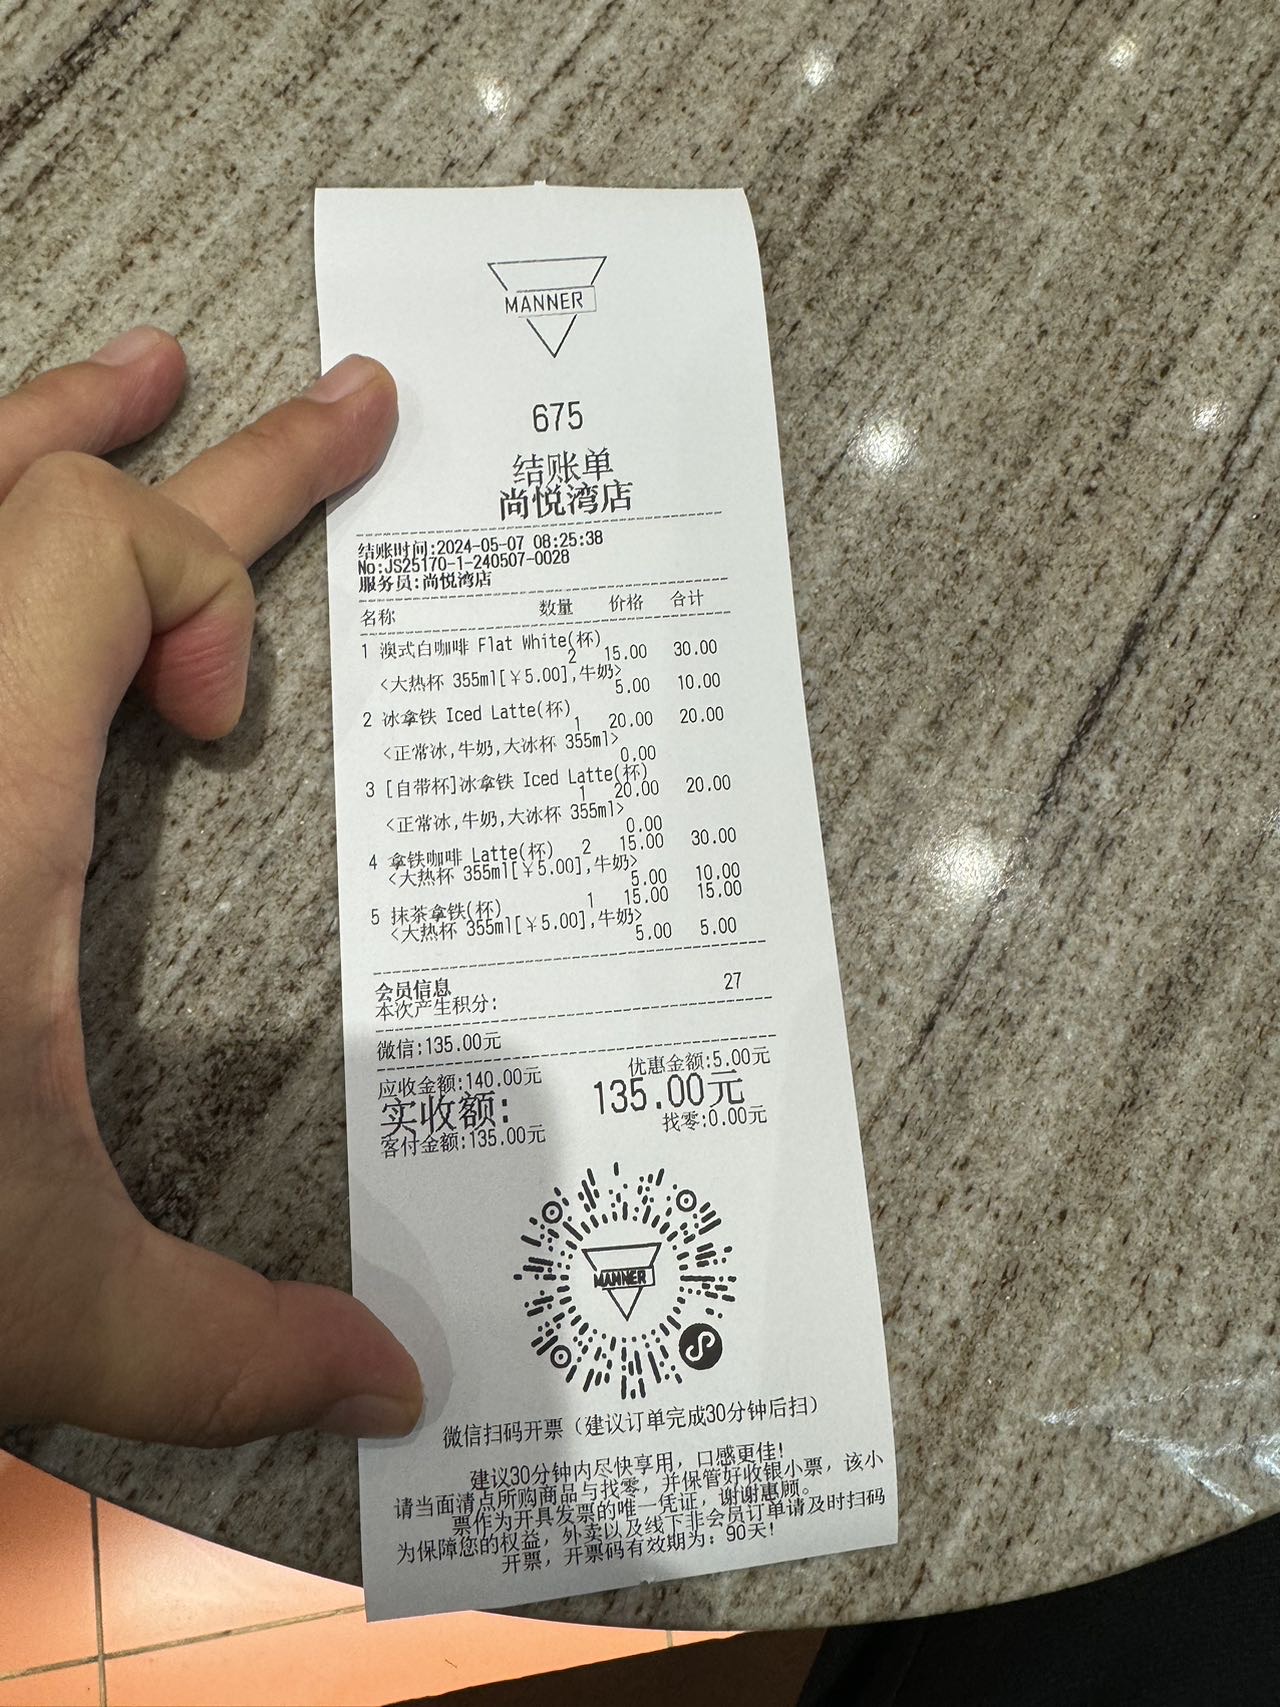 MANNER
675
结账单
尚悦湾店
结账时间:2024-05-07 08:25:38
No:JS25170-1-240507-0028
服务员:尚悦湾店
名称 数量 价格 合计
1 澳式白咖啡 Flat White(杯)
2 15.00 30.00
<大热杯 355ml[￥5.00],牛奶>
5.00 10.00
2 冰拿铁 Iced Latte(杯)
1 20.00 20.00
<正常冰,牛奶,大冰杯 355ml>
0.00
3 [自带杯]冰拿铁 Iced Latte(杯)
1 20.00 20.00
<正常冰,牛奶,大冰杯 355ml>
0.00
4 拿铁咖啡 Latte(杯) 2 15.00 30.00
<大热杯 355ml[￥5.00],牛奶>
5.00 10.00
5 抹茶拿铁(杯) 1 15.00 15.00
<大热杯 355ml[￥5.00],牛奶>
5.00 5.00
会员信息
本次产生积分: 27
微信:135.00元
应收金额:140.00元 优惠金额:5.00元
实收额: 135.00元
客付金额:135.00元 找零:0.00元
MANNER
微信扫码开票（建议订单完成30分钟后扫）
建议30分钟内尽快享用，口感更佳!
请当面清点所购商品与找零，并保管好收银小票，该小
票作为开具发票的唯一凭证，谢谢惠顾。
为保障您的权益，外卖以及线下非会员订单请及时扫码
开票，开票码有效期为：90天!